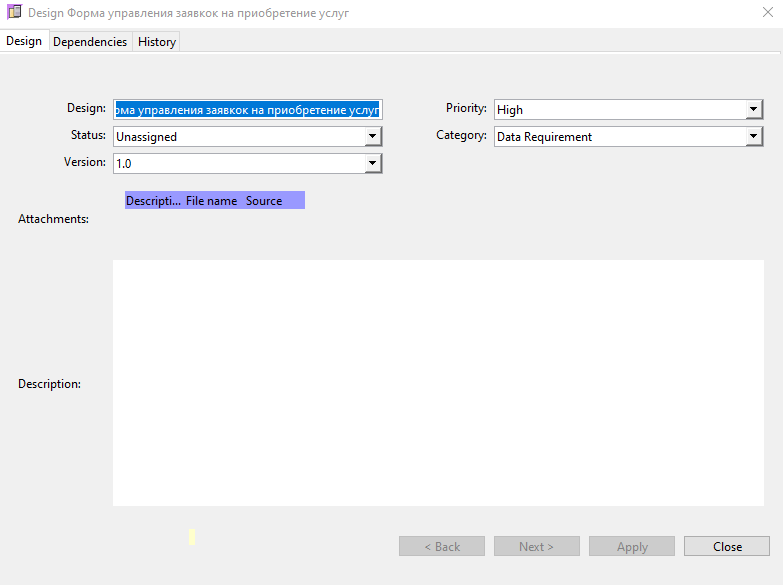 Design Форма управления заявкок на приобретение услуг
Design Dependencies History
Design: рма управления заявкок на приобретение услуг Priority: High
Status: Unassigned Category: Data Requirement
Version: 1.0
Descripti... File name Source
Attachments:
Description:
< Back Next > Apply Close